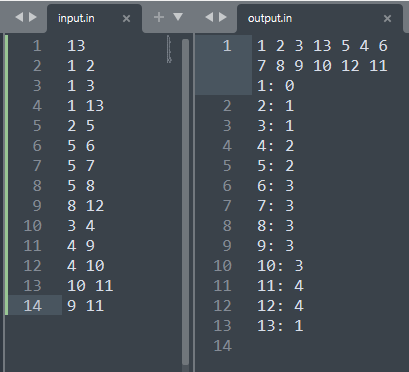 input.in
1 13
2 1 2
3 1 3
4 1 13
5 2 5
6 5 6
7 5 7
8 5 8
9 8 12
10 3 4
11 4 9
12 4 10
13 10 11
14 9 11
output.in
1 1 2 3 13 5 4 6
7 8 9 10 12 11
1: 0
2 2: 1
3 3: 1
4 4: 2
5 5: 2
6 6: 3
7 7: 3
8 8: 3
9 9: 3
10 10: 3
11 11: 4
12 12: 4
13 13: 1
14